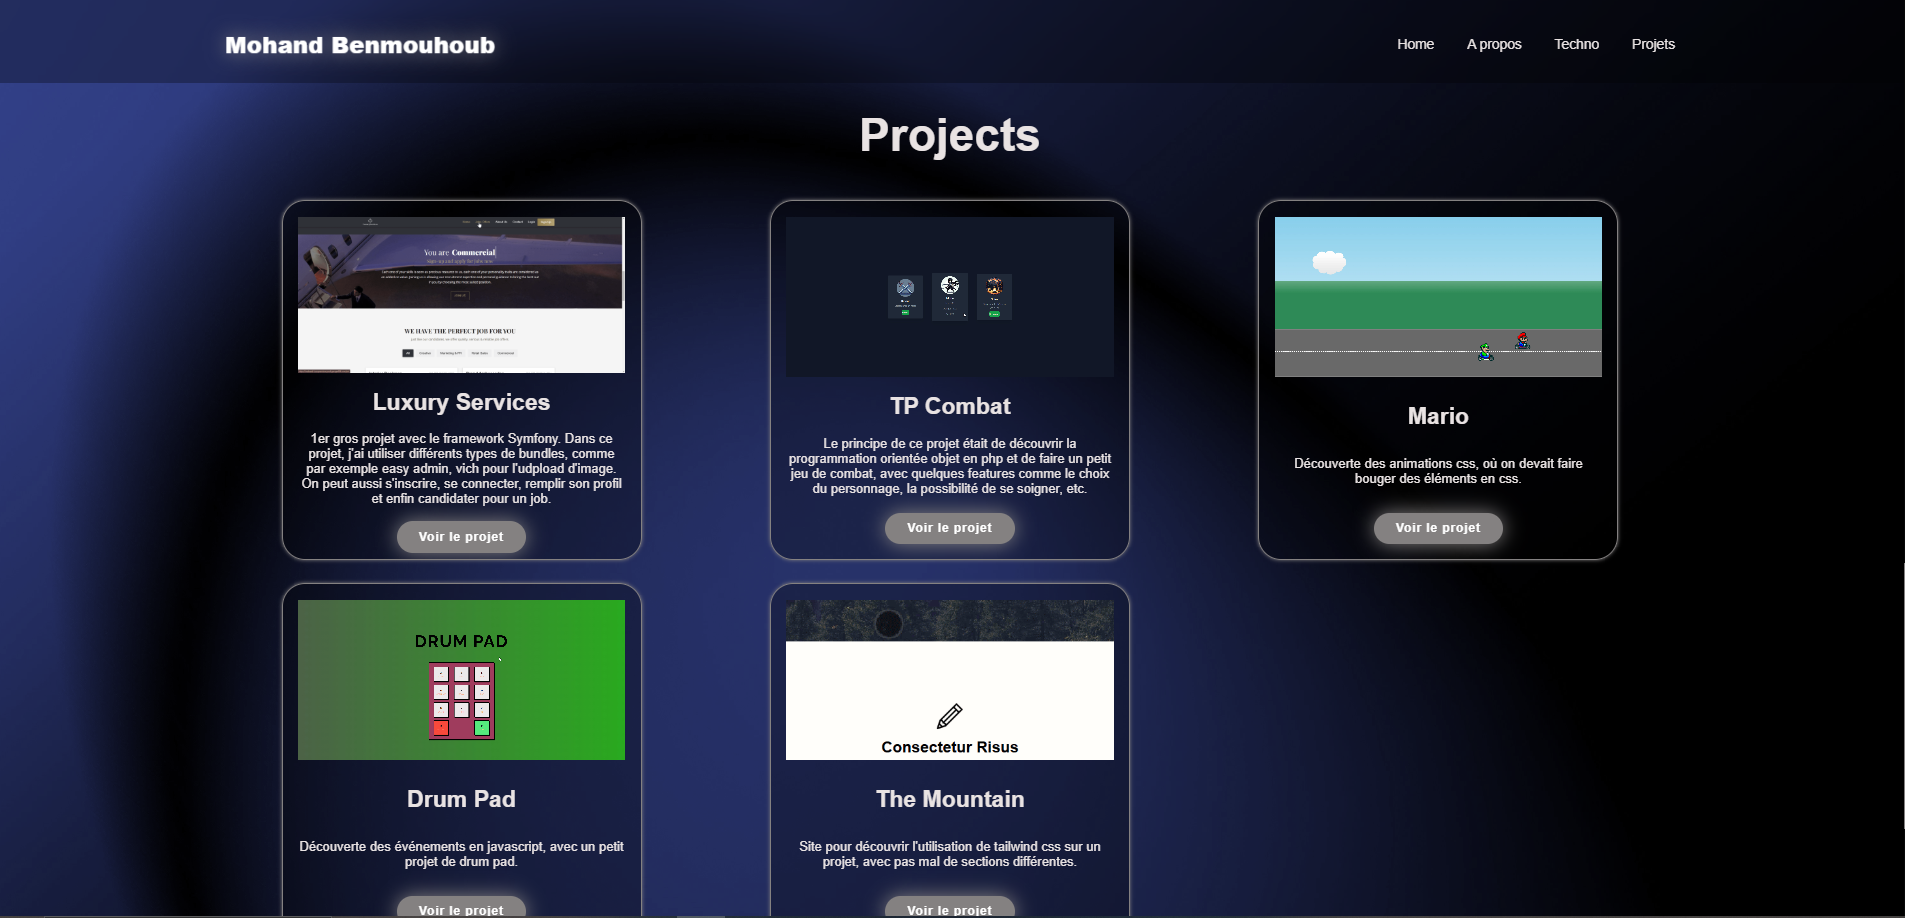 Mohand Benmouhoub
Home
A propos
Techno
Projets
Projects
You are Commercial
WE HAVE THE PERFECT JOB FOR YOU
Luxury Services
1er gros projet avec le framework Symfony. Dans ce
projet, j'ai utiliser différents types de bundles, comme
par exemple easy admin, vich pour l'udpload d'image.
On peut aussi s'inscrire, se connecter, remplir son profil
et enfin candidater pour un job.
Voir le projet
TP Combat
Le principe de ce projet était de découvrir la
programmation orientée objet en php et de faire un petit
jeu de combat, avec quelques features comme le choix
du personnage, la possibilité de se soigner, etc.
Voir le projet
Mario
Découverte des animations css, où on devait faire
bouger des éléments en css.
Voir le projet
DRUM PAD
Drum Pad
Découverte des événements en javascript, avec un petit
projet de drum pad.
Voir le projet
Consectetur Risus
The Mountain
Site pour découvrir l'utilisation de tailwind css sur un
projet, avec pas mal de sections différentes.
Voir le projet